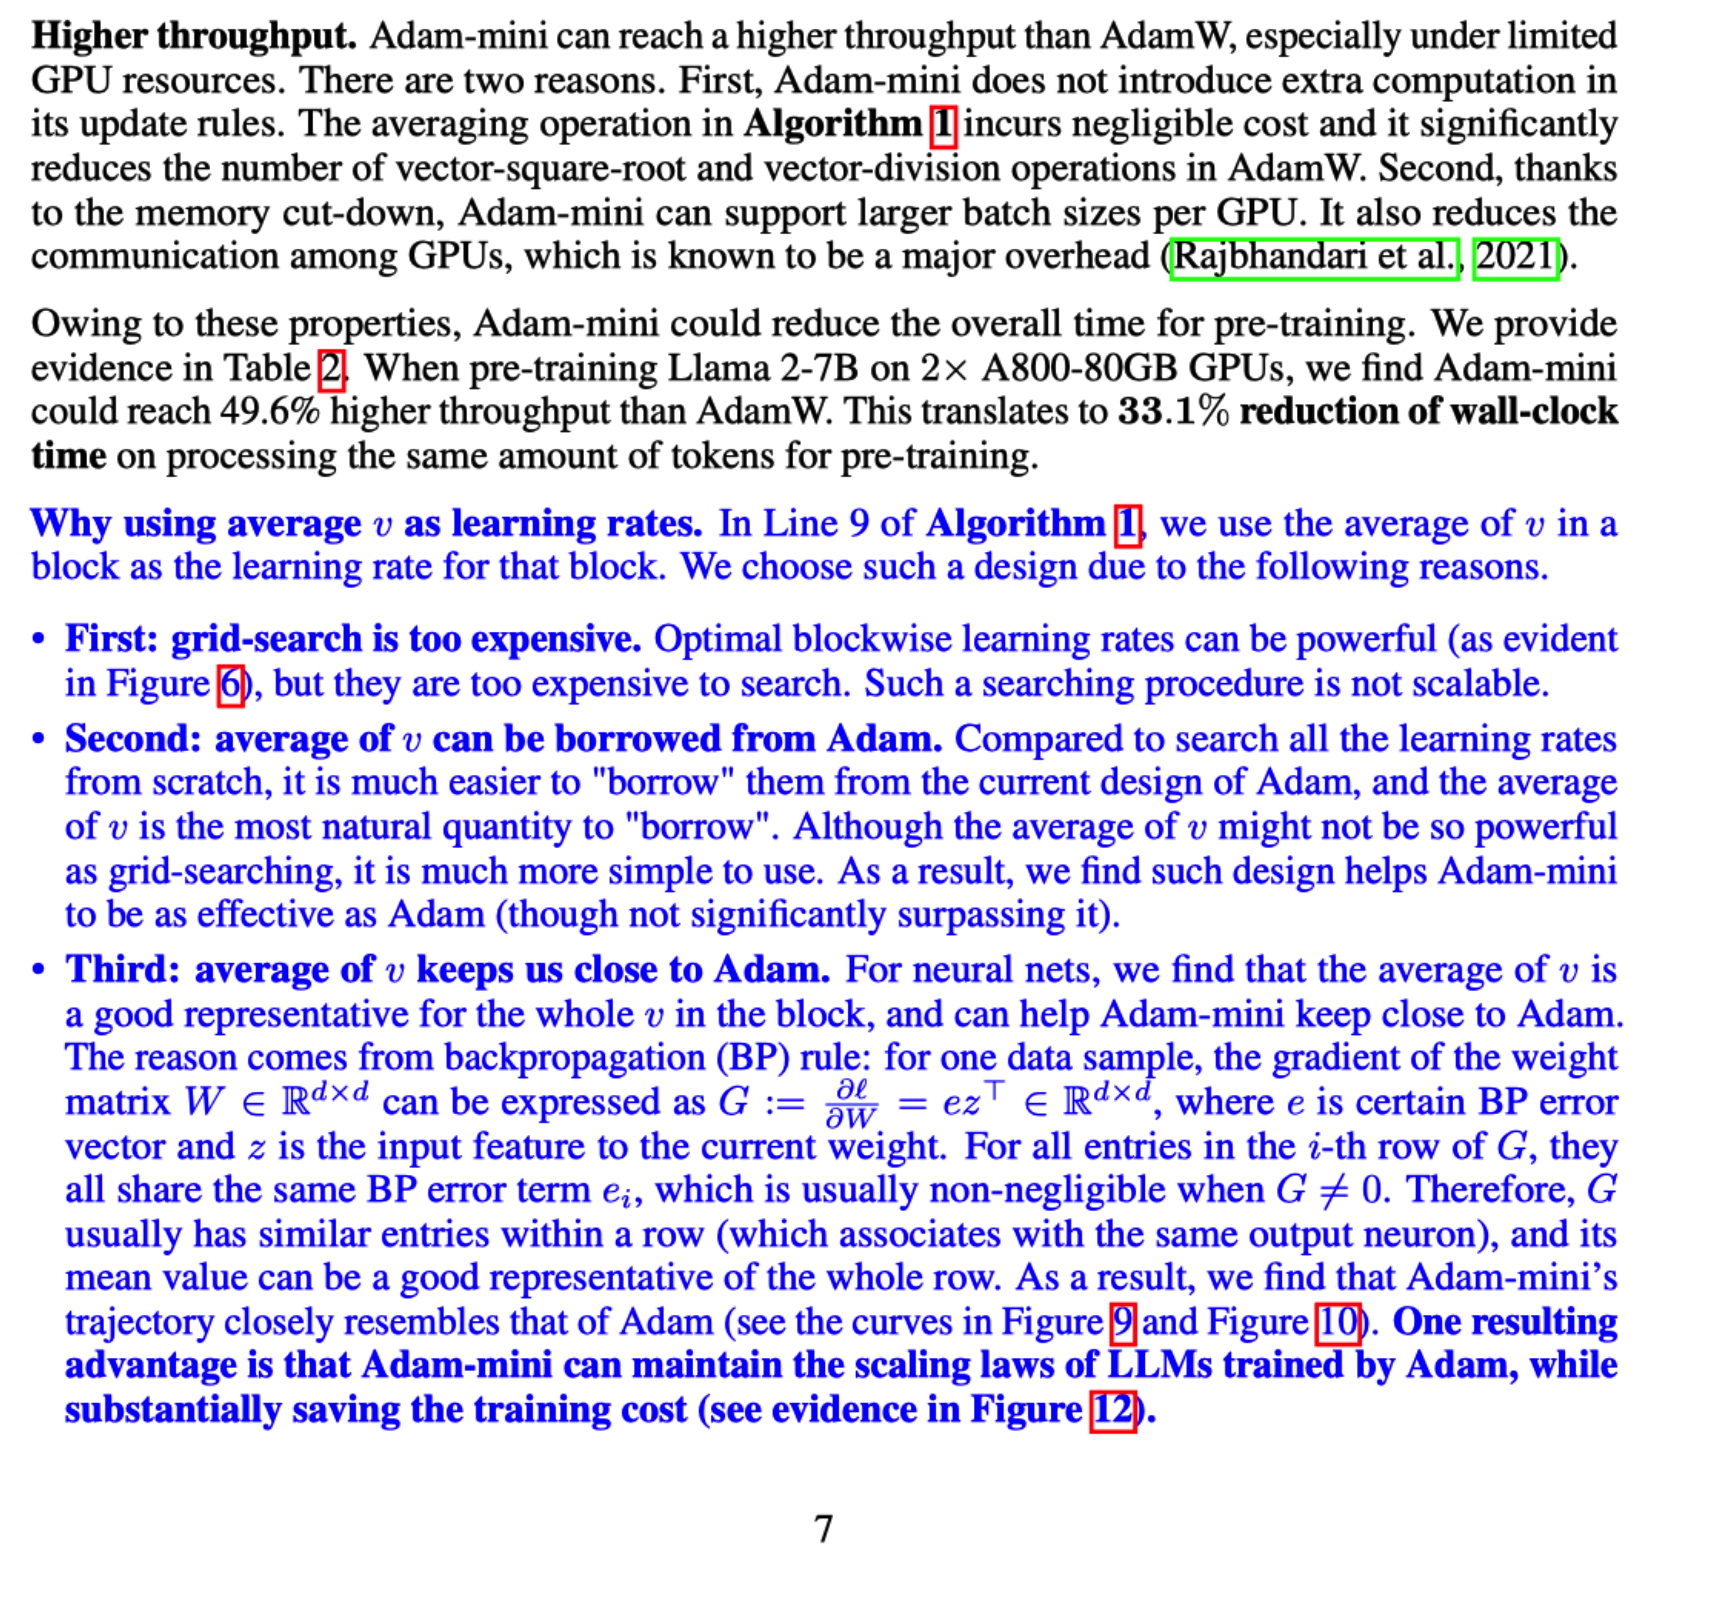 Higher throughput. Adam-mini can reach a higher throughput than AdamW, especially under limited
GPU resources. There are two reasons. First, Adam-mini does not introduce extra computation in
its update rules. The averaging operation in Algorithm 1 incurs negligible cost and it significantly
reduces the number of vector-square-root and vector-division operations in AdamW. Second, thanks
to the memory cut-down, Adam-mini can support larger batch sizes per GPU. It also reduces the
communication among GPUs, which is known to be a major overhead (Rajbhandari et al., 2021).
Owing to these properties, Adam-mini could reduce the overall time for pre-training. We provide
evidence in Table 2. When pre-training Llama 2-7B on 2× A800-80GB GPUs, we find Adam-mini
could reach 49.6% higher throughput than AdamW. This translates to 33.1% reduction of wall-clock
time on processing the same amount of tokens for pre-training.
Why using average v as learning rates. In Line 9 of Algorithm 1, we use the average of v in a
block as the learning rate for that block. We choose such a design due to the following reasons.
• First: grid-search is too expensive. Optimal blockwise learning rates can be powerful (as evident
in Figure 6), but they are too expensive to search. Such a searching procedure is not scalable.
• Second: average of v can be borrowed from Adam. Compared to search all the learning rates
from scratch, it is much easier to "borrow" them from the current design of Adam, and the average
of v is the most natural quantity to "borrow". Although the average of v might not be so powerful
as grid-searching, it is much more simple to use. As a result, we find such design helps Adam-mini
to be as effective as Adam (though not significantly surpassing it).
• Third: average of v keeps us close to Adam. For neural nets, we find that the average of v is
a good representative for the whole v in the block, and can help Adam-mini keep close to Adam.
The reason comes from backpropagation (BP) rule: for one data sample, the gradient of the weight
matrix W ∈ ℝ^{d×d} can be expressed as G := ∂ℓ/∂W = ez^⊤ ∈ ℝ^{d×d}, where e is certain BP error
vector and z is the input feature to the current weight. For all entries in the i-th row of G, they
all share the same BP error term e_i, which is usually non-negligible when G ≠ 0. Therefore, G
usually has similar entries within a row (which associates with the same output neuron), and its
mean value can be a good representative of the whole row. As a result, we find that Adam-mini's
trajectory closely resembles that of Adam (see the curves in Figure 9 and Figure 10). One resulting
advantage is that Adam-mini can maintain the scaling laws of LLMs trained by Adam, while
substantially saving the training cost (see evidence in Figure 12).
7